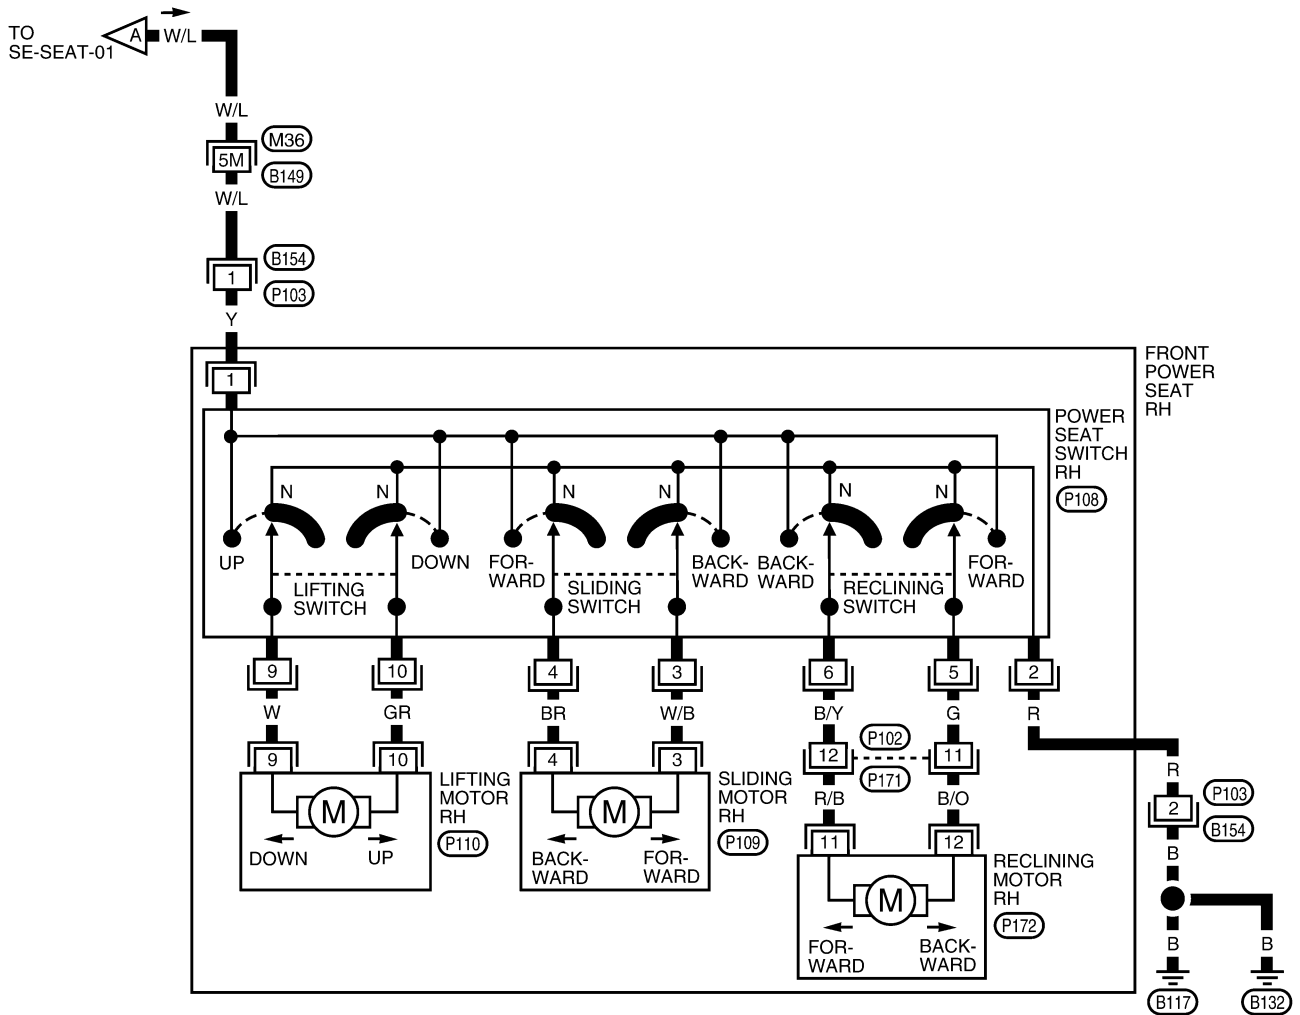 TO
SE-SEAT-01
A
W/L
W/L
M36
5M
B149
W/L
B154
1
P103
Y
FRONT
POWER
SEAT
RH
1
POWER
SEAT
SWITCH
RH
P108
N
N
N
N
N
N
UP
DOWN
FOR-
WARD
BACK-
WARD
BACK-
WARD
FOR-
WARD
LIFTING
SWITCH
SLIDING
SWITCH
RECLINING
SWITCH
9
10
4
3
6
5
2
W
GR
BR
W/B
B/Y
G
R
9
10
4
3
12
P102
11
P171
R
LIFTING
MOTOR
RH
P110
M
DOWN
UP
SLIDING
MOTOR
RH
P109
M
BACK-
WARD
FOR-
WARD
R/B
B/O
P103
2
B154
11
12
B
RECLINING
MOTOR
RH
P172
M
FOR-
WARD
BACK-
WARD
B
B
B117
B132